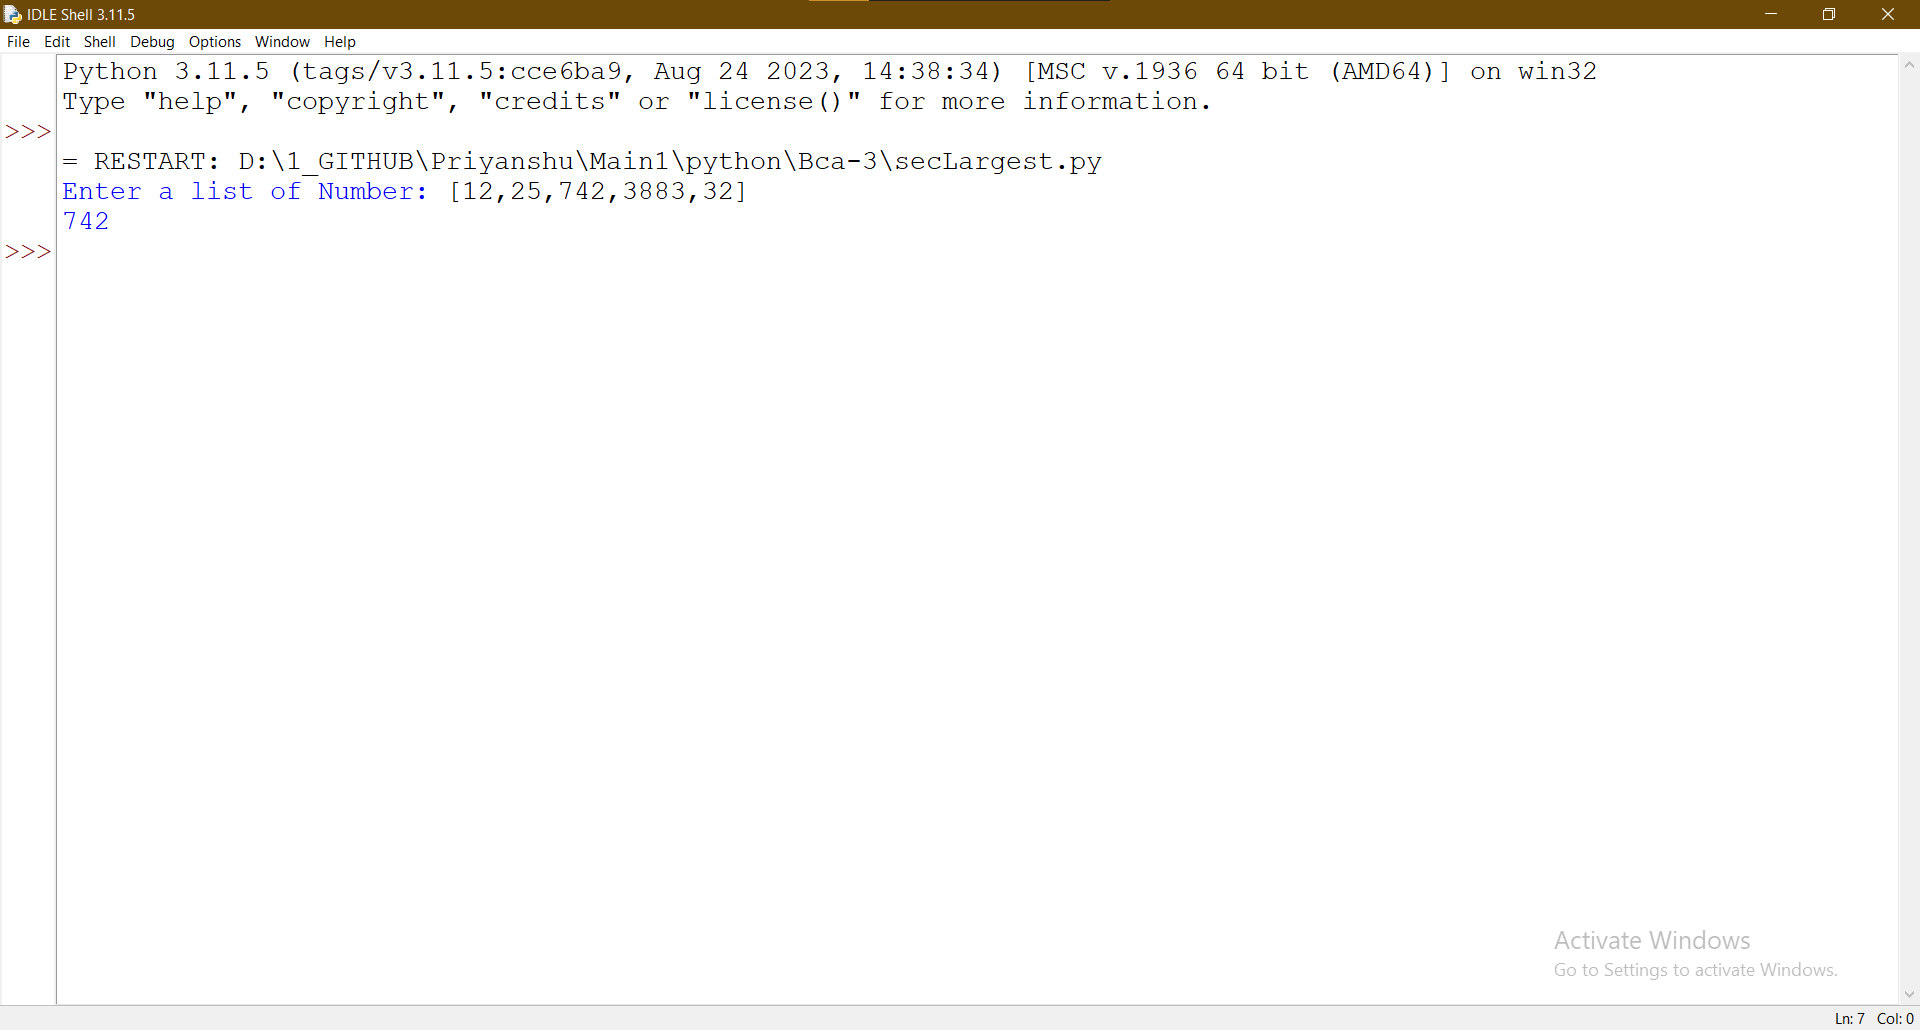 IDLE Shell 3.11.5
File Edit Shell Debug Options Window Help
Python 3.11.5 (tags/v3.11.5:cce6ba9, Aug 24 2023, 14:38:34) [MSC v.1936 64 bit (AMD64)] on win32
Type "help", "copyright", "credits" or "license()" for more information.
>>>
= RESTART: D:\1_GITHUB\Priyanshu\Main1\python\Bca-3\secLargest.py
Enter a list of Number: [12,25,742,3883,32]
742
>>>
Activate Windows
Go to Settings to activate Windows.
Ln: 7 Col: 0